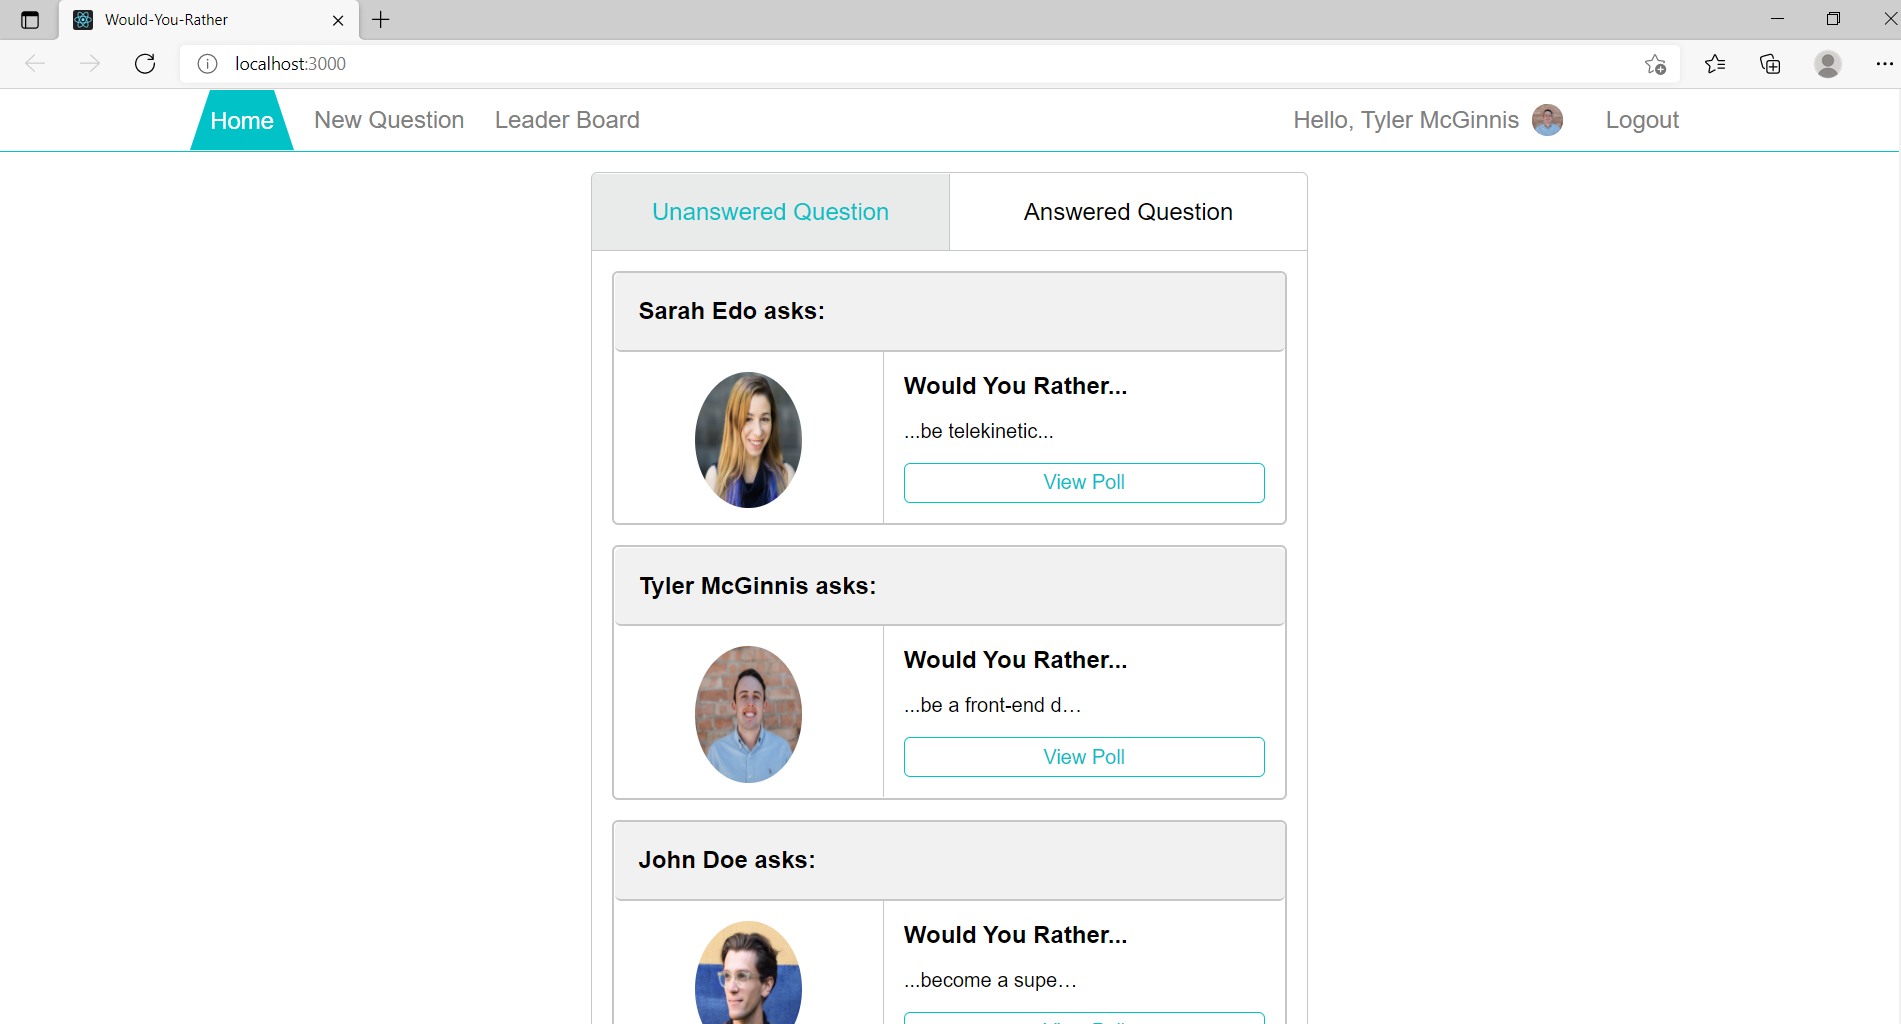 Would-You-Rather
localhost:3000
Home New Question Leader Board Hello, Tyler McGinnis Logout
Unanswered Question Answered Question
Sarah Edo asks:
Would You Rather...
...be telekinetic...
View Poll
Tyler McGinnis asks:
Would You Rather...
...be a front-end d...
View Poll
John Doe asks:
Would You Rather...
...become a supe...